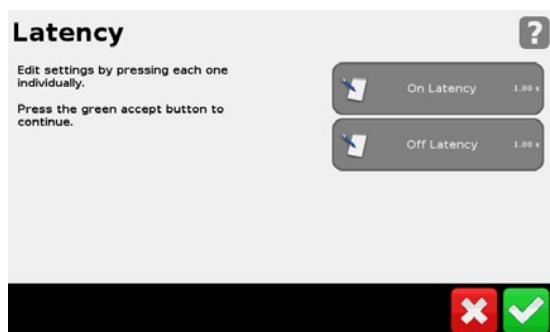 Latency
?
Edit settings by pressing each one
individually.
Press the green accept button to
continue.
On Latency 1.00 s
Off Latency 1.00 s